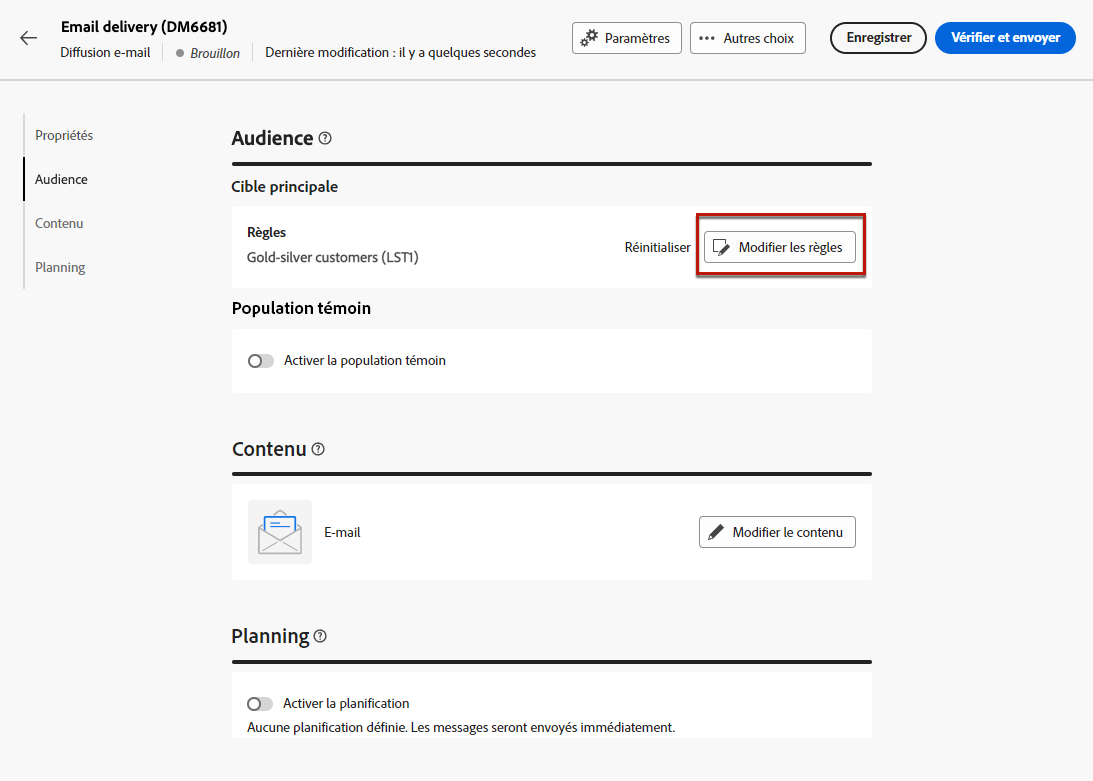 Email delivery (DM6681)
Diffusion e-mail
Brouillon
Dernière modification : il y a quelques secondes
Paramètres
Autres choix
Enregistrer
Vérifier et envoyer
Propriétés
Audience
Contenu
Planning
Audience
Cible principale
Règles
Gold-silver customers (LST1)
Réinitialiser
Modifier les règles
Population témoin
Activer la population témoin
Contenu
E-mail
Modifier le contenu
Planning
Activer la planification
Aucune planification définie. Les messages seront envoyés immédiatement.